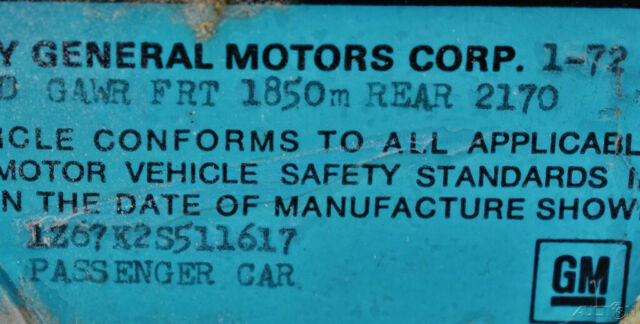 Y GENERAL MOTORS CORP. 1-72
D GAWR FRT 1850m REAR 2170
ICLE CONFORMS TO ALL APPLICABL
MOTOR VEHICLE SAFETY STANDARDS I
N THE DATE OF MANUFACTURE SHOW
1Z67K2S511617
PASSENGER CAR
GM